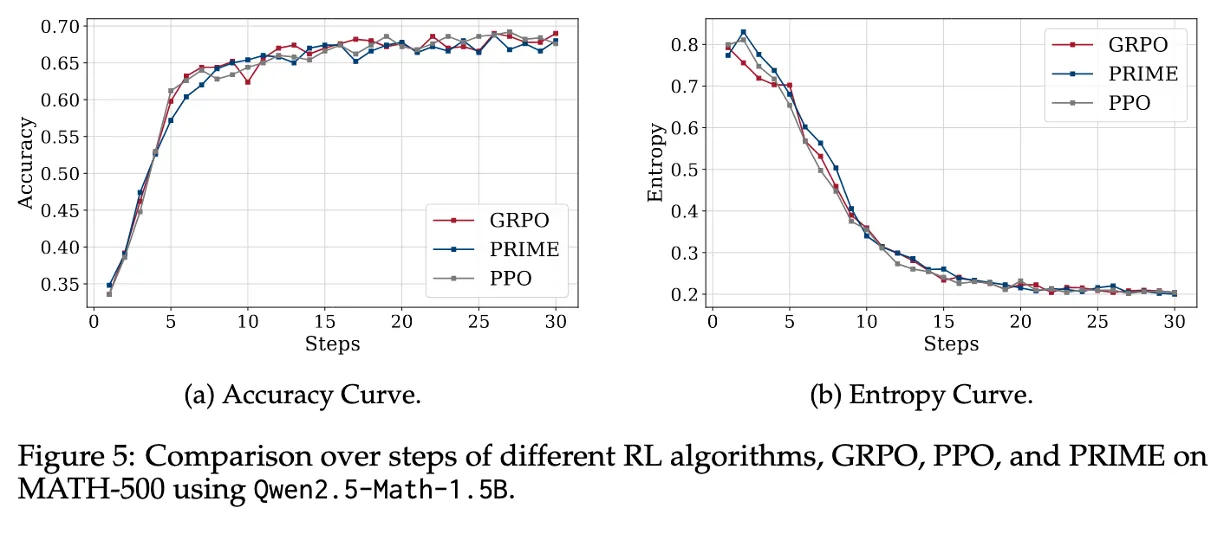 0.70
0.65
0.60
0.55
0.50
0.45
0.40
0.35
Accuracy
0
5
10
15
20
25
30
Steps
GRPO
PRIME
PPO
(a) Accuracy Curve.
0.8
0.7
0.6
0.5
0.4
0.3
0.2
Entropy
0
5
10
15
20
25
30
Steps
GRPO
PRIME
PPO
(b) Entropy Curve.
Figure 5: Comparison over steps of different RL algorithms, GRPO, PPO, and PRIME on
MATH-500 using Qwen2.5-Math-1.5B.